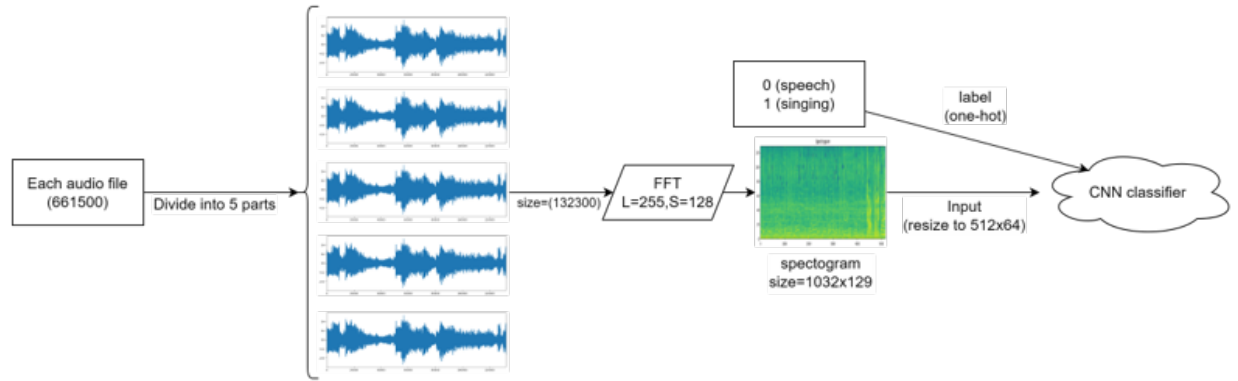 Each audio file
(661500)
Divide into 5 parts
size=(132300)
FFT
L=255,S=128
0 (speech)
1 (singing)
spectogram
size=1032x129
label
(one-hot)
Input
(resize to 512x64)
CNN classifier